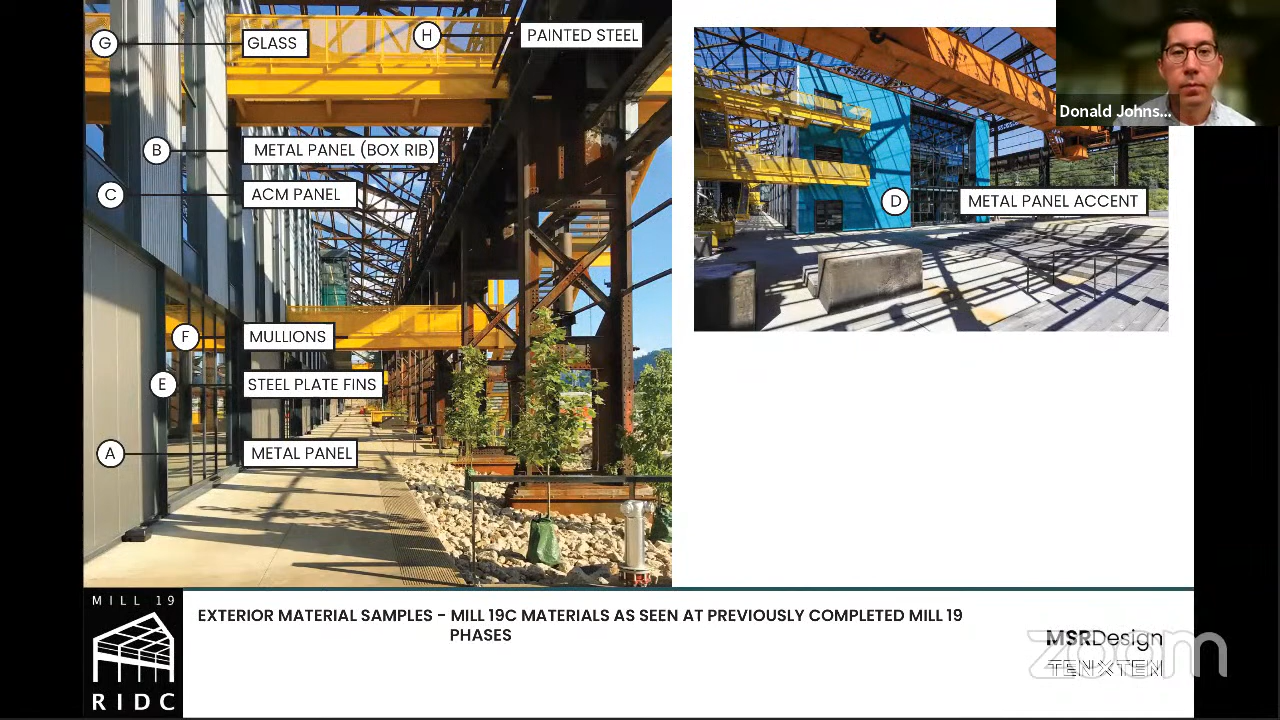 G
GLASS
H
PAINTED STEEL
B
METAL PANEL (BOX RIB)
C
ACM PANEL
F
MULLIONS
E
STEEL PLATE FINS
A
METAL PANEL
D
METAL PANEL ACCENT
Donald Johns...
MILL 19
RIDC
EXTERIOR MATERIAL SAMPLES - MILL 19C MATERIALS AS SEEN AT PREVIOUSLY COMPLETED MILL 19
PHASES
MSRDesign
TENXTEN
zoom